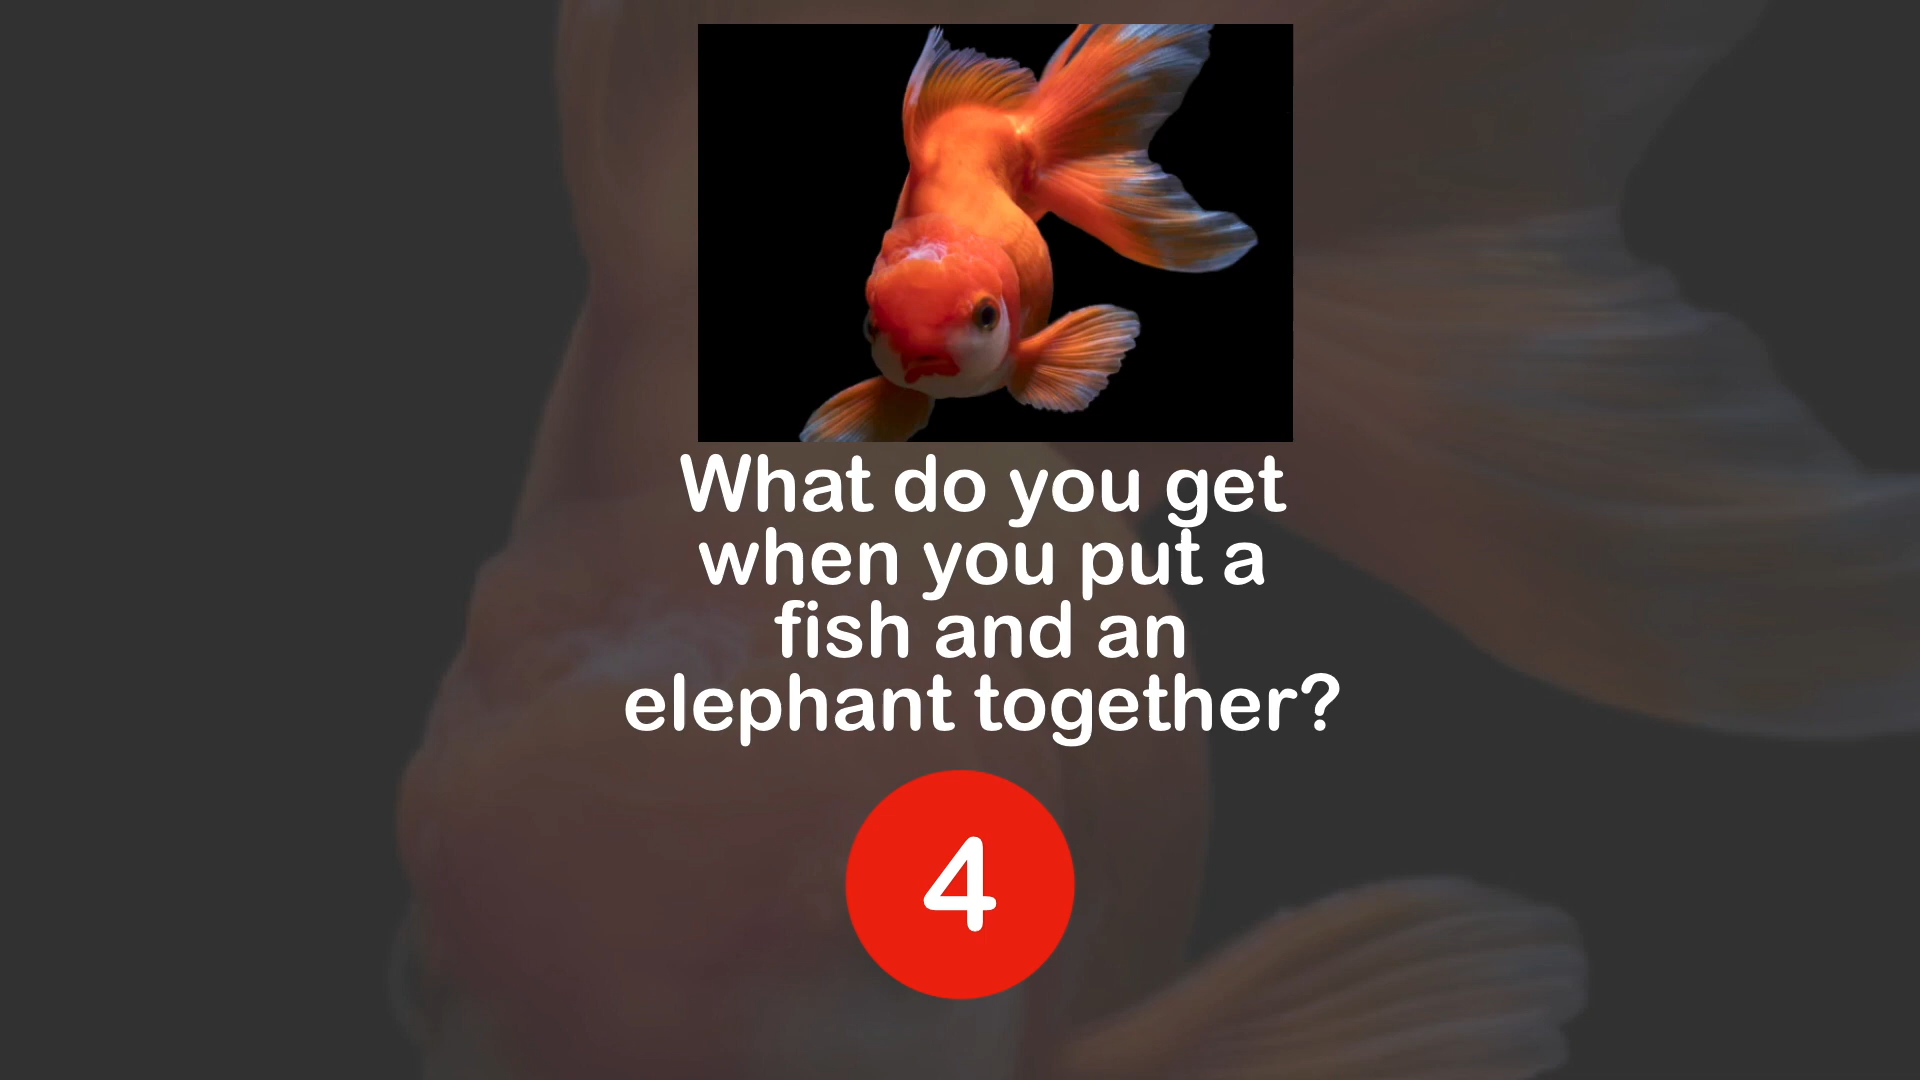 What do you get
when you put a
fish and an
elephant together?
4